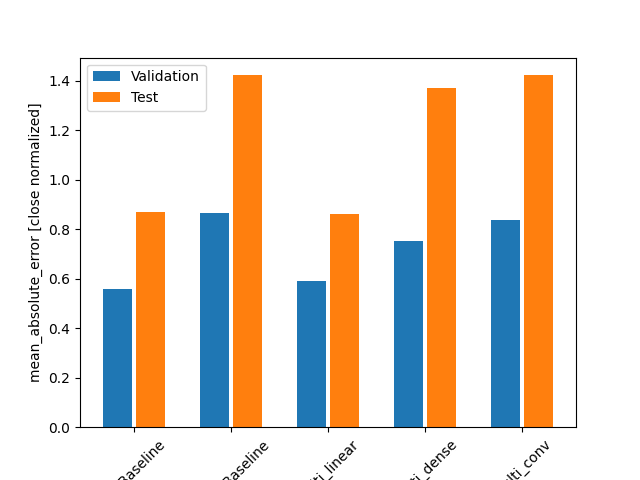 Validation
Test
mean_absolute_error [close normalized]
1.4
1.2
1.0
0.8
0.6
0.4
0.2
0.0
Baseline
Baseline
lti_linear
ti_dense
lti_conv